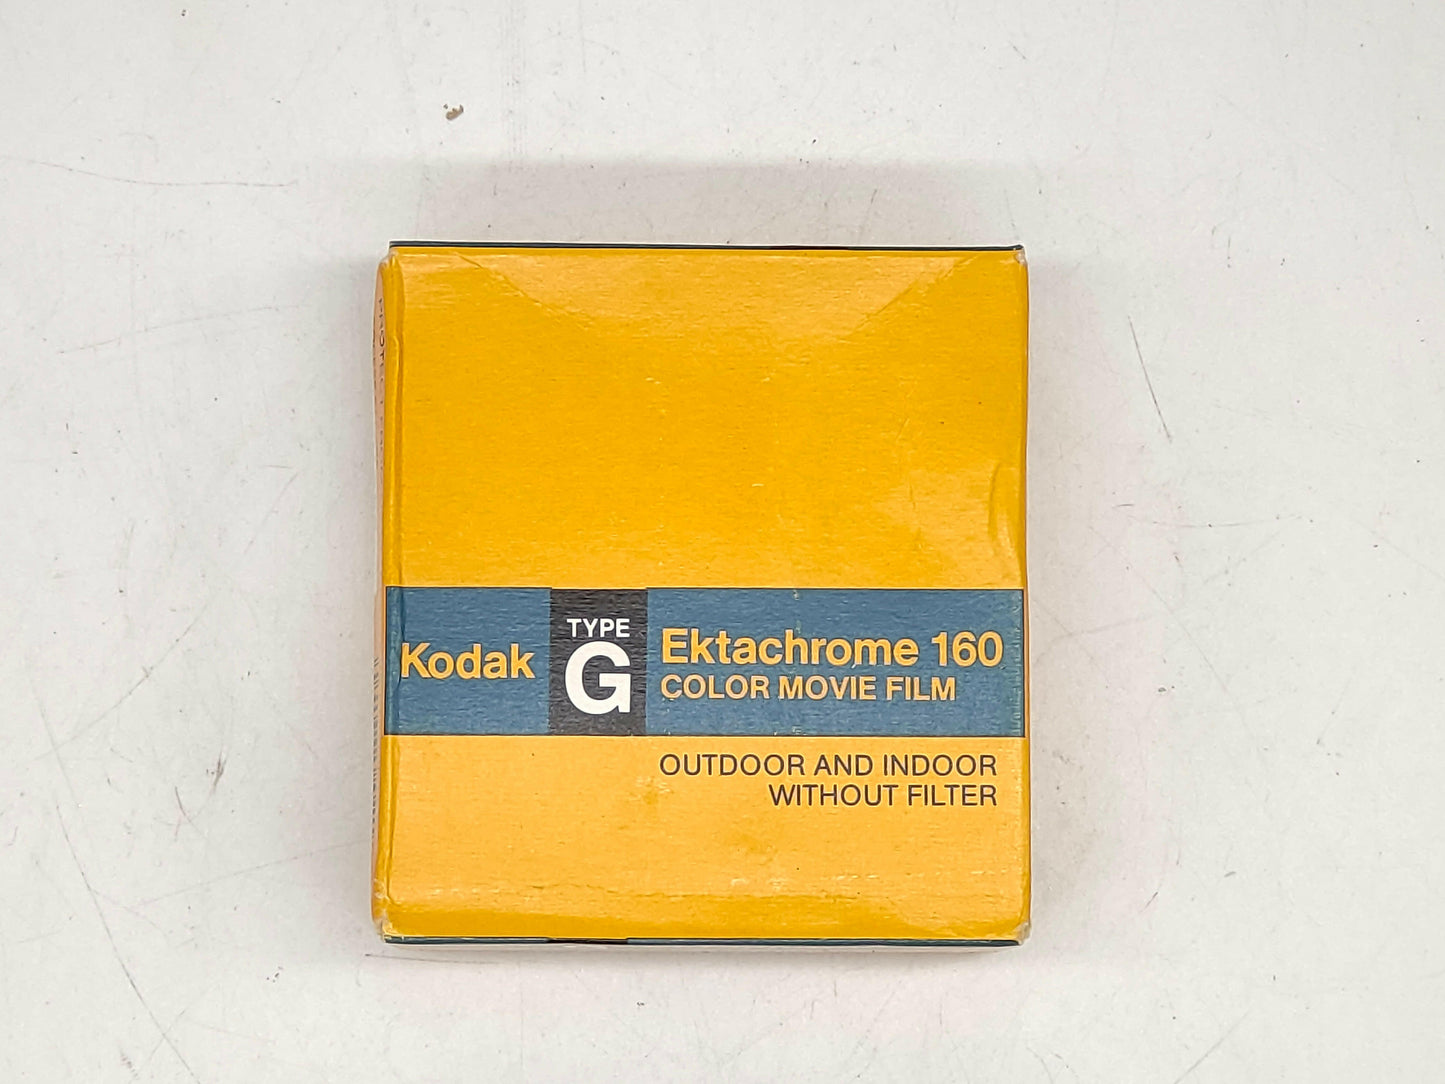 Kodak
TYPE
G
Ektachrome 160
COLOR MOVIE FILM
OUTDOOR AND INDOOR
WITHOUT FILTER